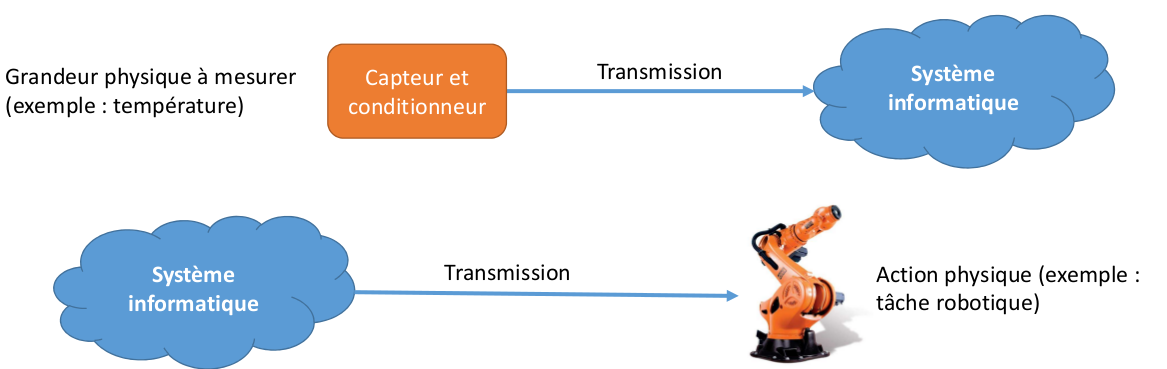 Grandeur physique à mesurer
(exemple : température)
Capteur et
conditionneur
Transmission
Système
informatique
Système
informatique
Transmission
Action physique (exemple :
tâche robotique)